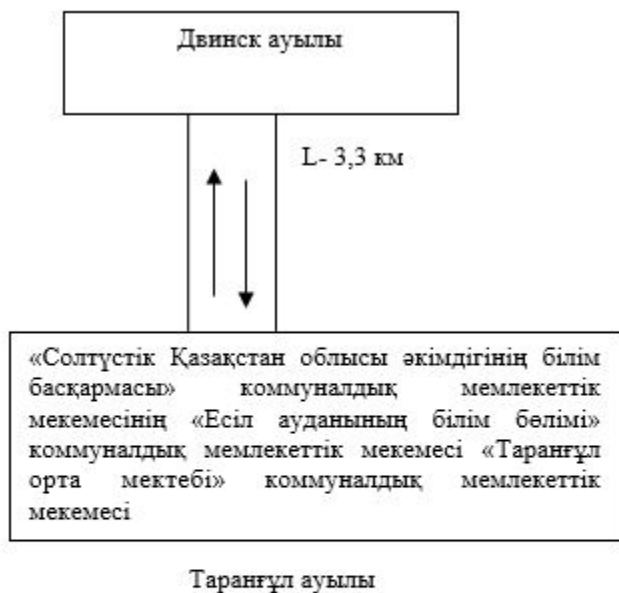 Двинск ауылы
L- 3,3 км
«Солтүстік Қазақстан облысы әкімдігінің білім
басқармасы» коммуналдық мемлекеттік
мекемесінің «Есіл ауданының білім бөлімі»
коммуналдық мемлекеттік мекемесі «Таранғұл
орта мектебі» коммуналдық мемлекеттік
мекемесі
Таранғұл ауылы